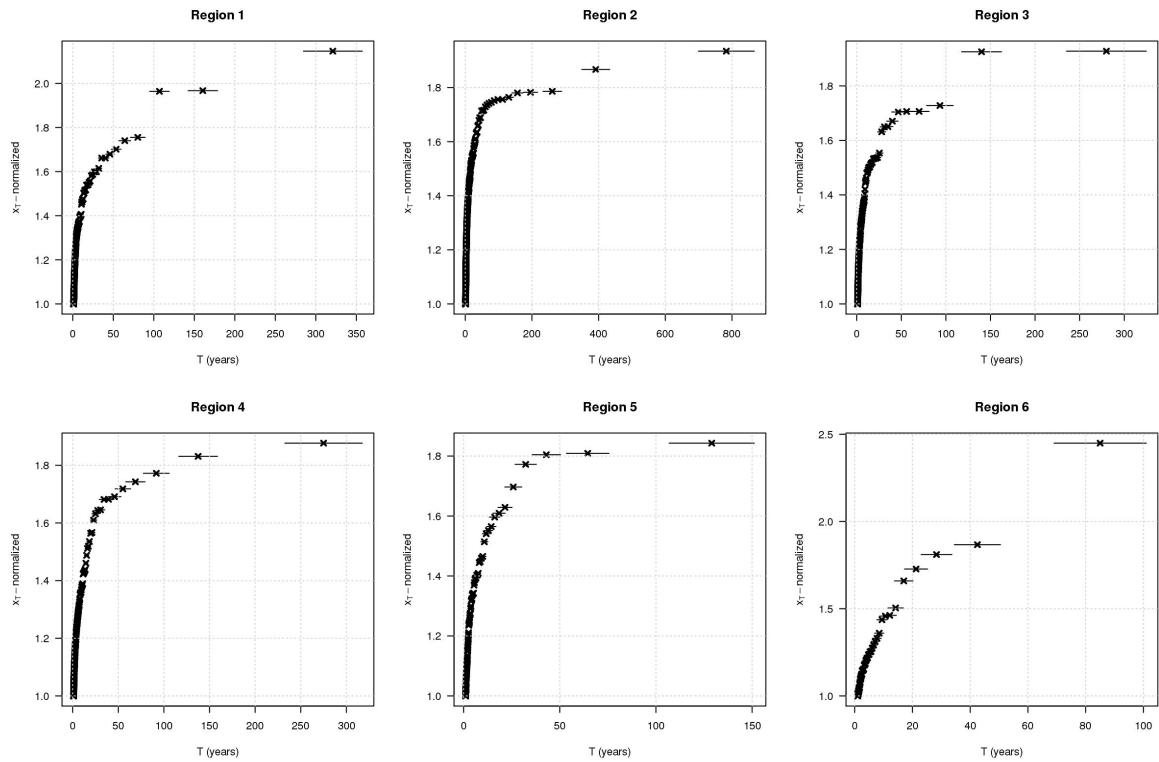 Region 1
Region 2
Region 3
x_T − normalized
2.0
1.8
1.6
1.4
1.2
1.0
0 50 100 150 200 250 300 350
T (years)
x_T − normalized
1.8
1.6
1.4
1.2
1.0
0 200 400 600 800
T (years)
x_T − normalized
1.8
1.6
1.4
1.2
1.0
0 50 100 150 200 250 300
T (years)
Region 4
Region 5
Region 6
x_T − normalized
1.8
1.6
1.4
1.2
1.0
0 50 100 150 200 250 300
T (years)
x_T − normalized
1.8
1.6
1.4
1.2
1.0
0 50 100 150
T (years)
x_T − normalized
2.5
2.0
1.5
1.0
0 20 40 60 80 100
T (years)